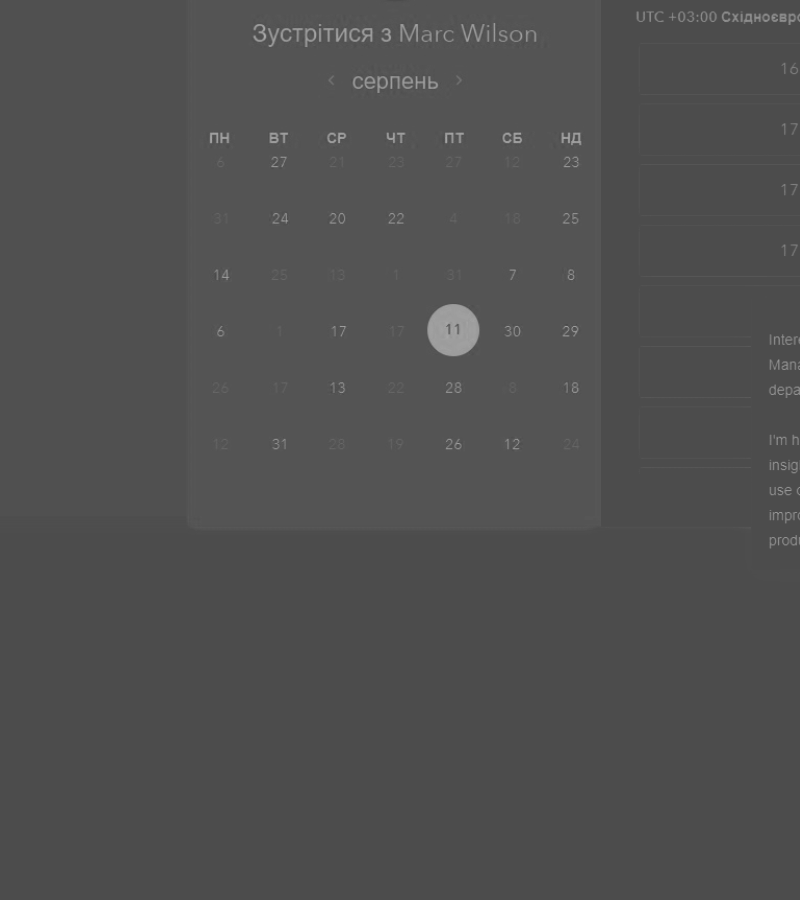 Зустрітися з Marc Wilson
‹ серпень ›
ПН ВТ СР ЧТ ПТ СБ НД
6 27 21 23 27 12 23
31 24 20 22 4 18 25
14 25 13 1 31 7 8
6 1 17 17 11 30 29
26 17 13 22 28 8 18
12 31 28 19 26 12 24
UTC +03:00 Східноєвро
16
17
17
17
Inter
Mana
depa
I'm h
insig
use
impr
prod